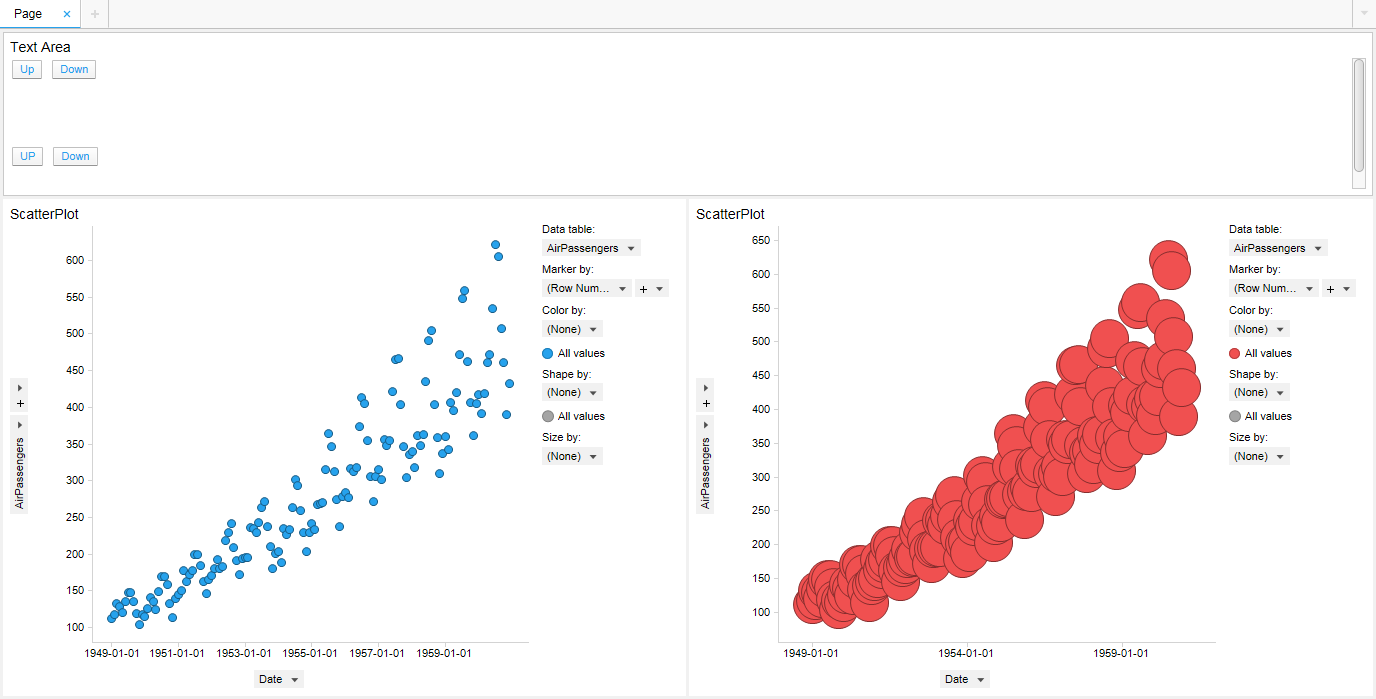 Page × +
Text Area
Up Down
UP Down
ScatterPlot
600
550
500
450
400
350
300
250
200
150
100
+
AirPassengers
1949-01-01 1951-01-01 1953-01-01 1955-01-01 1957-01-01 1959-01-01
Date
Data table:
AirPassengers
Marker by:
(Row Num... +
Color by:
(None)
All values
Shape by:
(None)
All values
Size by:
(None)
ScatterPlot
650
600
550
500
450
400
350
300
250
200
150
100
+
AirPassengers
1949-01-01 1954-01-01 1959-01-01
Date
Data table:
AirPassengers
Marker by:
(Row Num... +
Color by:
(None)
All values
Shape by:
(None)
All values
Size by:
(None)